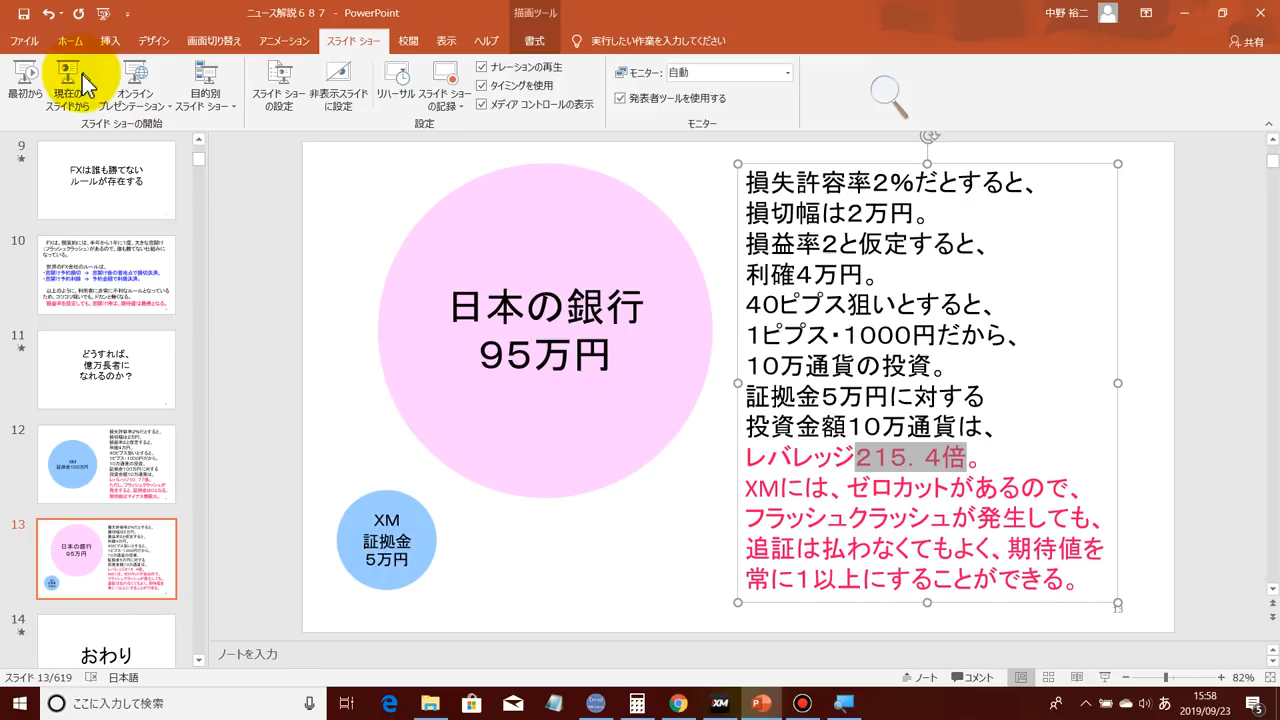 ニュース解説６８７ - PowerPoint
描画ツール
中野 裕也
ファイル ホーム 挿入 デザイン 画面切り替え アニメーション スライド ショー 校閲 表示 ヘルプ 書式 実行したい作業を入力してください 共有
最初から
現在の
スライドから
オンライン
プレゼンテーション
目的別
スライド ショー
スライド ショーの開始
スライド ショー
の設定
非表示スライド
に設定
リハーサル
スライド ショー
の記録
ナレーションの再生
タイミングを使用
メディア コントロールの表示
設定
モニター: 自動
発表者ツールを使用する
モニター
9
FXは誰も勝てない
ルールが存在する
10
11
どうすれば、
億万長者に
なれるのか？
12
XM
証拠金100万円
13
日本の銀行
95万円
14
おわり
日本の銀行
９５万円
XM
証拠金
５万円
損失許容率２％だとすると、
損切幅は２万円。
損益率２と仮定すると、
利確４万円。
40ピプス狙いとすると、
１ピプス・１０００円だから、
１０万通貨の投資。
証拠金５万円に対する
投資金額１０万通貨は、
レバレッジ２１５．４倍。
XMには、ゼロカットがあるので、
フラッシュクラッシュが発生しても、
追証は払わなくてもよく、期待値を
常に１以上にすることができる。
13
ノートを入力
スライド 13/619 日本語 ノート コメント 82%
ここに入力して検索
XM
あ
15:58
2019/09/23
5